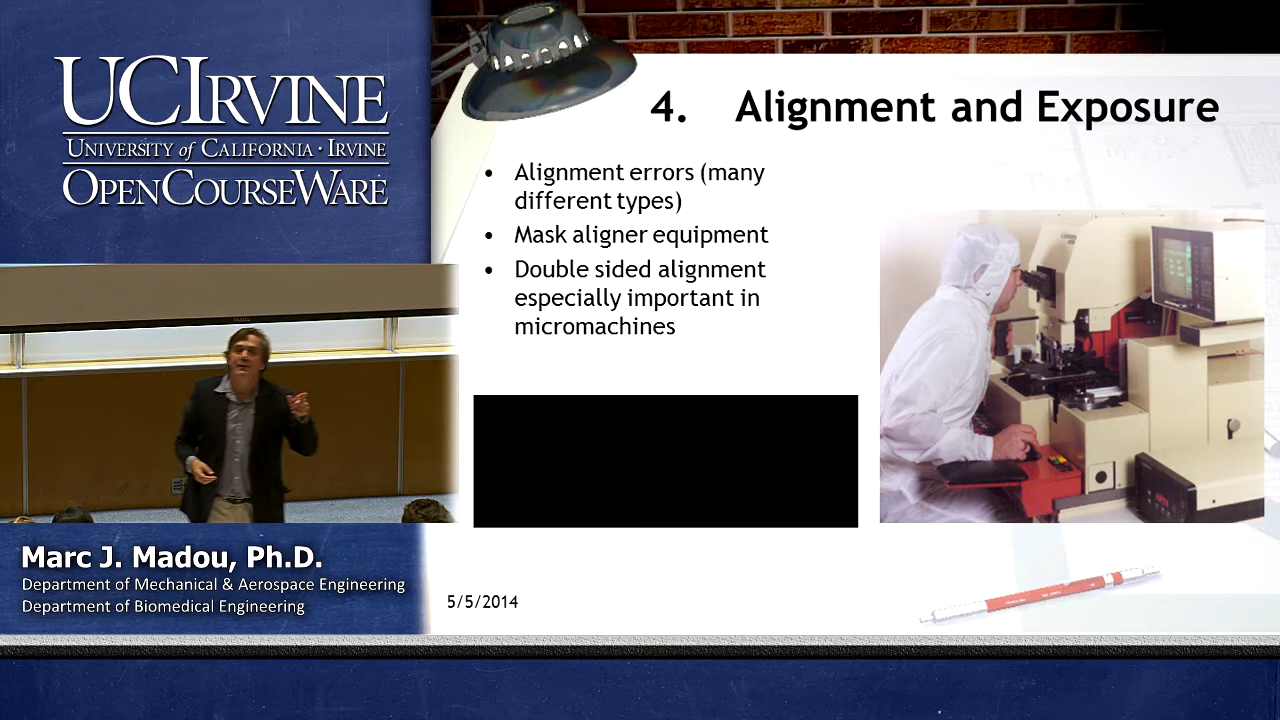 UCIRVINE
UNIVERSITY of CALIFORNIA · IRVINE
OPENCOURSEWARE
4. Alignment and Exposure
• Alignment errors (many
different types)
• Mask aligner equipment
• Double sided alignment
especially important in
micromachines
Marc J. Madou, Ph.D.
Department of Mechanical & Aerospace Engineering
Department of Biomedical Engineering
5/5/2014